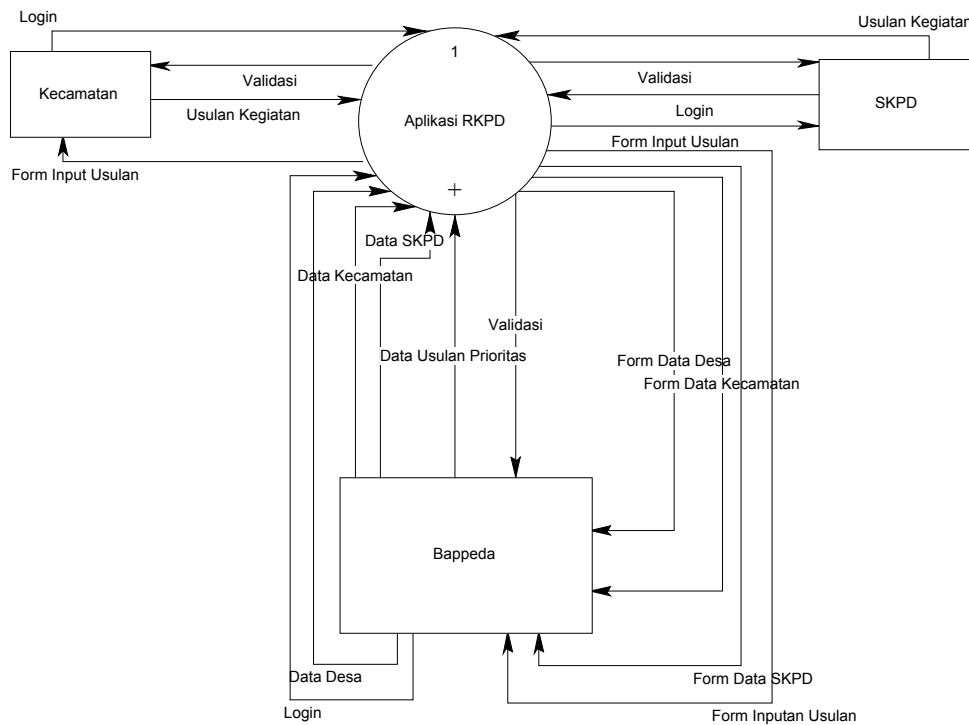 Login
Usulan Kegiatan
1
Validasi
Validasi
Kecamatan
SKPD
Usulan Kegiatan
Aplikasi RKPD
Login
Form Input Usulan
Form Input Usulan
+
Data SKPD
Data Kecamatan
Validasi
Data Usulan Prioritas
Form Data Desa
Form Data Kecamatan
Bappeda
Data Desa
Form Data SKPD
Login
Form Inputan Usulan